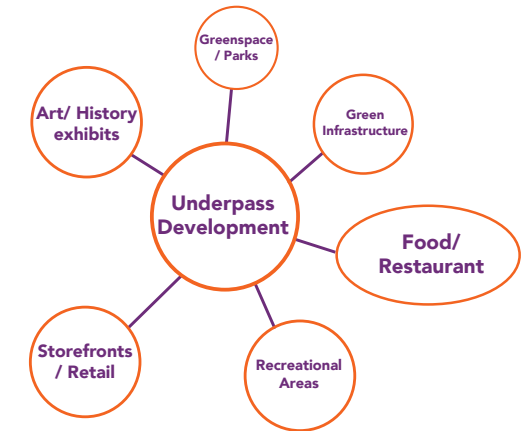 Greenspace
/ Parks
Art/ History
exhibits
Green
Infrastructure
Underpass
Development
Food/
Restaurant
Storefronts
/ Retail
Recreational
Areas